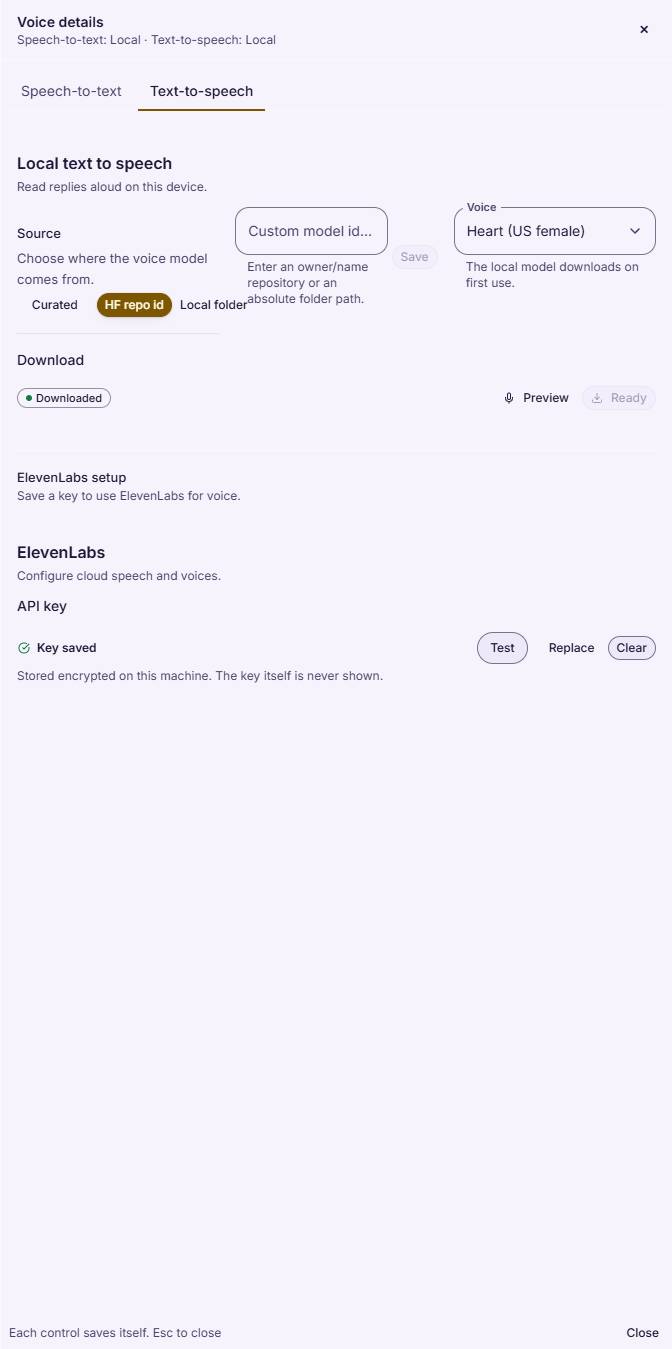 Voice details
Speech-to-text: Local · Text-to-speech: Local
Speech-to-text
Text-to-speech
Local text to speech
Read replies aloud on this device.
Source
Choose where the voice model
comes from.
Curated
HF repo id
Local folder
Custom model id...
Enter an owner/name
repository or an
absolute folder path.
Save
Voice
Heart (US female)
The local model downloads on
first use.
Download
Downloaded
Preview
Ready
ElevenLabs setup
Save a key to use ElevenLabs for voice.
ElevenLabs
Configure cloud speech and voices.
API key
Key saved
Test
Replace
Clear
Stored encrypted on this machine. The key itself is never shown.
Each control saves itself. Esc to close
Close